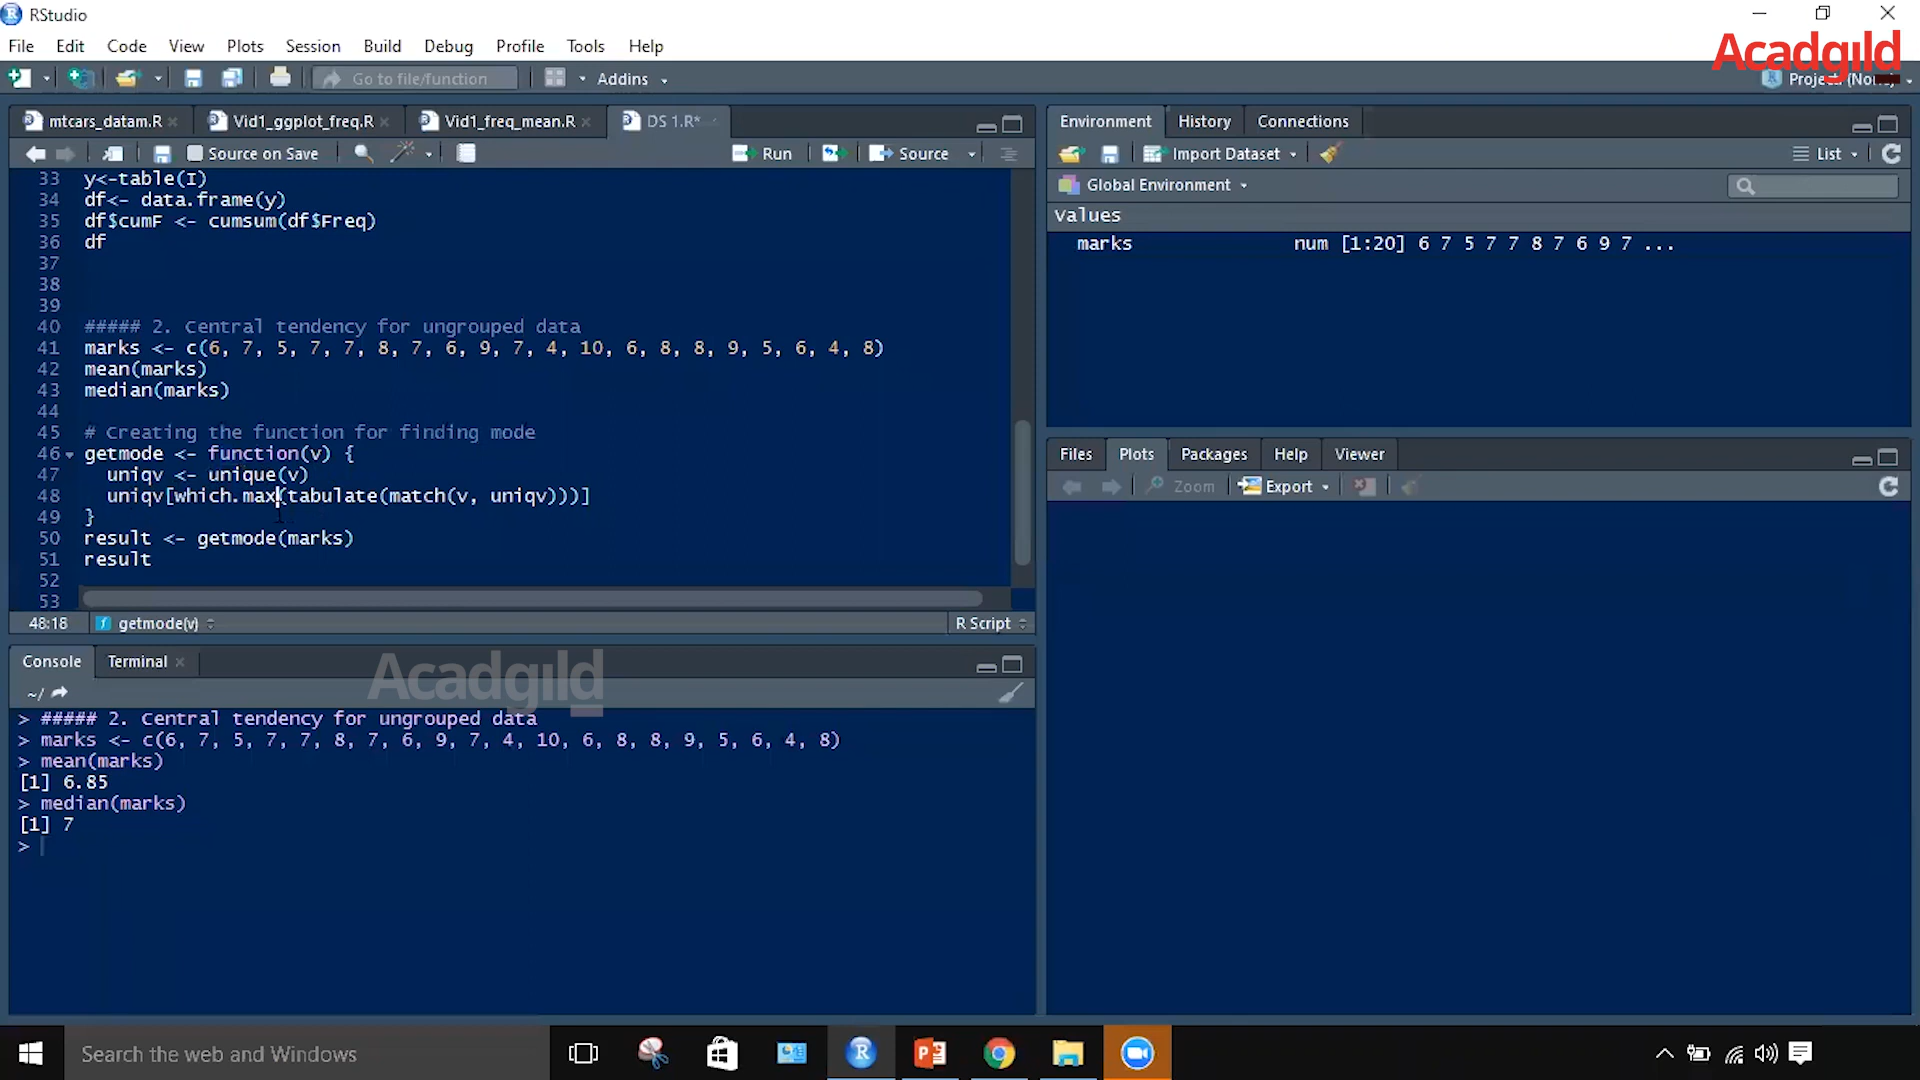 RStudio
File Edit Code View Plots Session Build Debug Profile Tools Help
Acadgild
Go to file/function Addins
mtcars_datam.R Vid1_ggplot_freq.R Vid1_freq_mean.R DS 1.R*
Source on Save Run Source
33 y<-table(I)
34 df<- data.frame(y)
35 df$cumF <- cumsum(df$Freq)
36 df
37
38
39
40 ##### 2. Central tendency for ungrouped data
41 marks <- c(6, 7, 5, 7, 7, 8, 7, 6, 9, 7, 4, 10, 6, 8, 8, 9, 5, 6, 4, 8)
42 mean(marks)
43 median(marks)
44
45 # Creating the function for finding mode
46 getmode <- function(v) {
47 uniqv <- unique(v)
48 uniqv[which.max(tabulate(match(v, uniqv)))]
49 }
50 result <- getmode(marks)
51 result
52
53
48:18 getmode(v) R Script
Console Terminal
Acadgild
~/
> ##### 2. Central tendency for ungrouped data
> marks <- c(6, 7, 5, 7, 7, 8, 7, 6, 9, 7, 4, 10, 6, 8, 8, 9, 5, 6, 4, 8)
> mean(marks)
[1] 6.85
> median(marks)
[1] 7
>
Environment History Connections
Import Dataset List
Global Environment
Values
marks num [1:20] 6 7 5 7 7 8 7 6 9 7 ...
Files Plots Packages Help Viewer
Zoom Export
Search the web and Windows